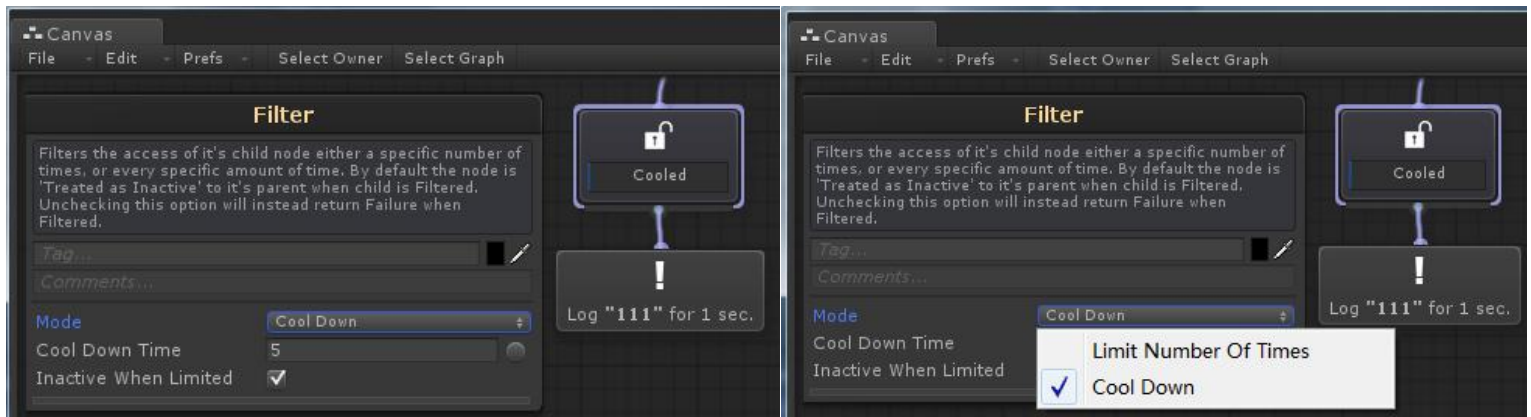 Canvas
File Edit Prefs Select Owner Select Graph
Filter
Filters the access of it's child node either a specific number of
times, or every specific amount of time. By default the node is
'Treated as Inactive' to it's parent when child is Filtered.
Unchecking this option will instead return Failure when
Filtered.
Tag...
Comments...
Mode Cool Down
Cool Down Time 5
Inactive When Limited
Cooled
Log "111" for 1 sec.
Canvas
File Edit Prefs Select Owner Select Graph
Filter
Filters the access of it's child node either a specific number of
times, or every specific amount of time. By default the node is
'Treated as Inactive' to it's parent when child is Filtered.
Unchecking this option will instead return Failure when
Filtered.
Tag...
Comments...
Mode Cool Down
Cool Down Time
Inactive When Limited
Limit Number Of Times
Cool Down
Cooled
Log "111" for 1 sec.